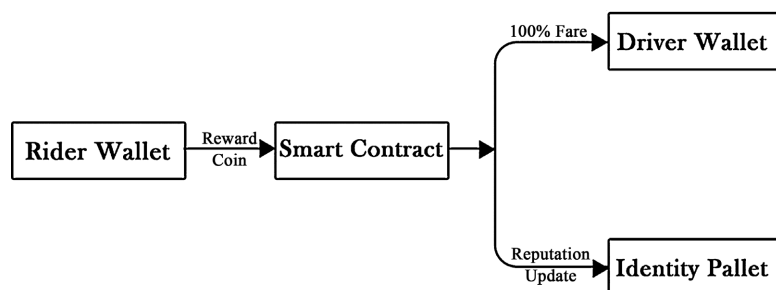 100% Fare
Driver Wallet
Rider Wallet
Reward
Coin
Smart Contract
Reputation
Update
Identity Pallet